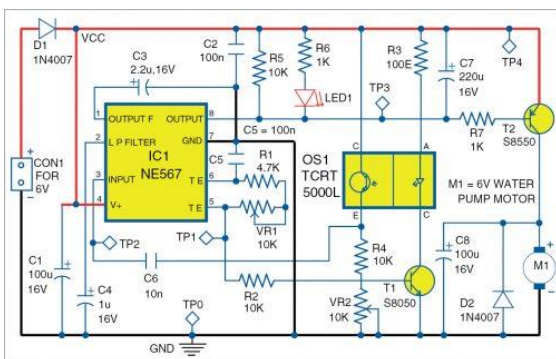 D1
1N4007
VCC
C3
2.2u,16V
C2
100n
R5
10K
R6
1K
LED1
R3
100E
C7
220u
16V
TP4
TP3
1
OUTPUT F
OUTPUT
8
2
L P FILTER
GND
7
C5 = 100n
IC1
NE567
3
INPUT
T E
6
4
V+
T E
5
C5
R1
4.7K
VR1
10K
OS1
TCRT
5000L
C
A
E
C
R7
1K
T2
S8550
M1 = 6V WATER
PUMP MOTOR
CON1
FOR
6V
TP2
TP1
C1
100u
16V
C4
1u
16V
C6
10n
R2
10K
R4
10K
VR2
10K
T1
S8050
C8
100u
16V
D2
1N4007
M1
TP0
GND